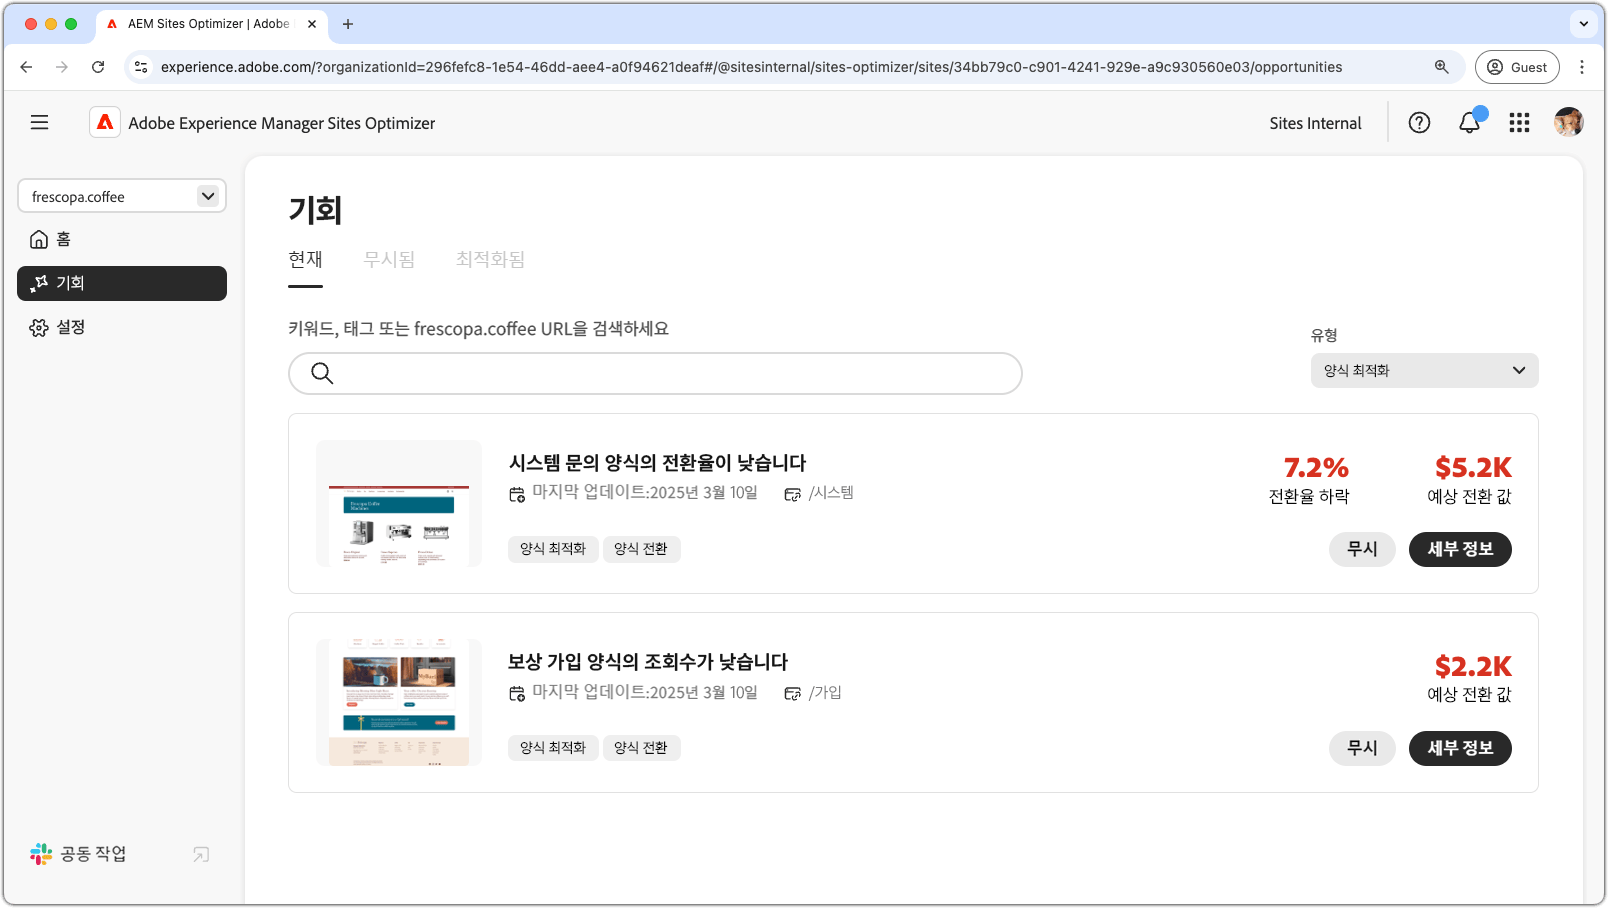 AEM Sites Optimizer | Adobe
experience.adobe.com/?organizationId=296fefc8-1e54-46dd-aee4-a0f94621deaf#/@sitesinternal/sites-optimizer/sites/34bb79c0-c901-4241-929e-a9c930560e03/opportunities
Guest
Adobe Experience Manager Sites Optimizer
Sites Internal
frescopa.coffee
홈
기회
설정
공동 작업
기회
현재 무시됨 최적화됨
키워드, 태그 또는 frescopa.coffee URL을 검색하세요
유형
양식 최적화
시스템 문의 양식의 전환율이 낮습니다
마지막 업데이트:2025년 3월 10일 /시스템
양식 최적화 양식 전환
7.2%
전환율 하락
$5.2K
예상 전환 값
무시 세부 정보
보상 가입 양식의 조회수가 낮습니다
마지막 업데이트:2025년 3월 10일 /가입
양식 최적화 양식 전환
$2.2K
예상 전환 값
무시 세부 정보